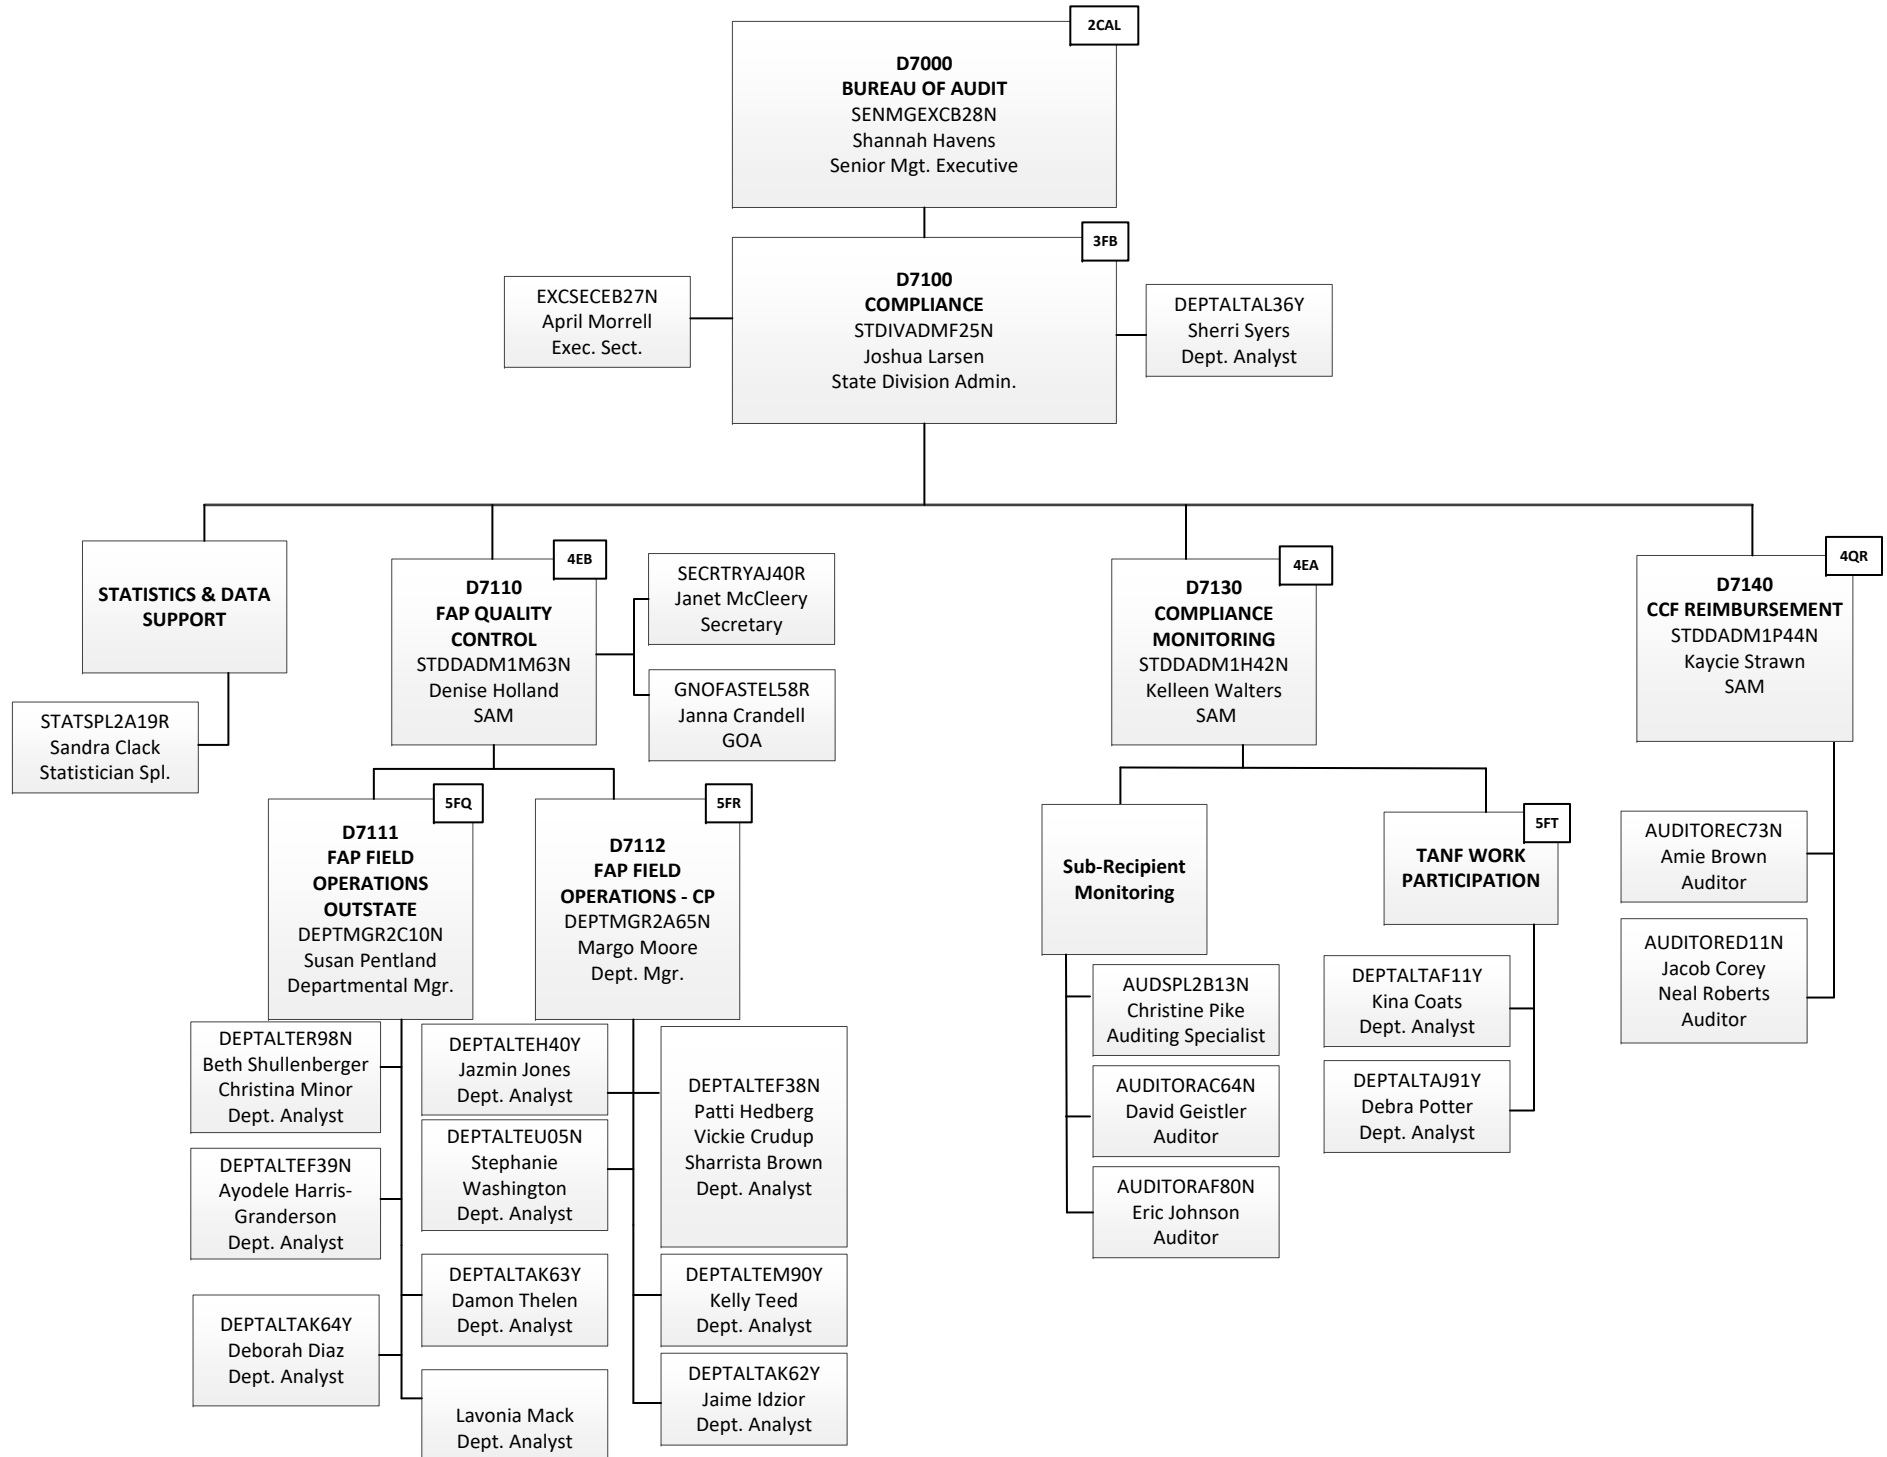 2CAL
D7000
BUREAU OF AUDIT
SENMGEXCB28N
Shannah Havens
Senior Mgt. Executive
3FB
D7100
COMPLIANCE
STDIVADMF25N
Joshua Larsen
State Division Admin.
EXCSECEB27N
April Morrell
Exec. Sect.
DEPTALTAL36Y
Sherri Syers
Dept. Analyst
STATISTICS & DATA
SUPPORT
STATSPL2A19R
Sandra Clack
Statistician Spl.
4EB
D7110
FAP QUALITY
CONTROL
STDDADM1M63N
Denise Holland
SAM
SECRTRYAJ40R
Janet McCleery
Secretary
GNOFASTEL58R
Janna Crandell
GOA
5FQ
D7111
FAP FIELD
OPERATIONS
OUTSTATE
DEPTMGR2C10N
Susan Pentland
Departmental Mgr.
DEPTALTER98N
Beth Shullenberger
Christina Minor
Dept. Analyst
DEPTALTEF39N
Ayodele Harris-
Granderson
Dept. Analyst
DEPTALTAK64Y
Deborah Diaz
Dept. Analyst
DEPTALTAK63Y
Damon Thelen
Dept. Analyst
Lavonia Mack
Dept. Analyst
5FR
D7112
FAP FIELD
OPERATIONS - CP
DEPTMGR2A65N
Margo Moore
Dept. Mgr.
DEPTALTEH40Y
Jazmin Jones
Dept. Analyst
DEPTALTEU05N
Stephanie
Washington
Dept. Analyst
DEPTALTEF38N
Patti Hedberg
Vickie Crudup
Sharrista Brown
Dept. Analyst
DEPTALTEM90Y
Kelly Teed
Dept. Analyst
DEPTALTAK62Y
Jaime Idzior
Dept. Analyst
4EA
D7130
COMPLIANCE
MONITORING
STDDADM1H42N
Kelleen Walters
SAM
Sub-Recipient
Monitoring
AUDSPL2B13N
Christine Pike
Auditing Specialist
AUDITORAC64N
David Geistler
Auditor
AUDITORAF80N
Eric Johnson
Auditor
5FT
TANF WORK
PARTICIPATION
DEPTALTAF11Y
Kina Coats
Dept. Analyst
DEPTALTAJ91Y
Debra Potter
Dept. Analyst
4QR
D7140
CCF REIMBURSEMENT
STDDADM1P44N
Kaycie Strawn
SAM
AUDITOREC73N
Amie Brown
Auditor
AUDITORED11N
Jacob Corey
Neal Roberts
Auditor